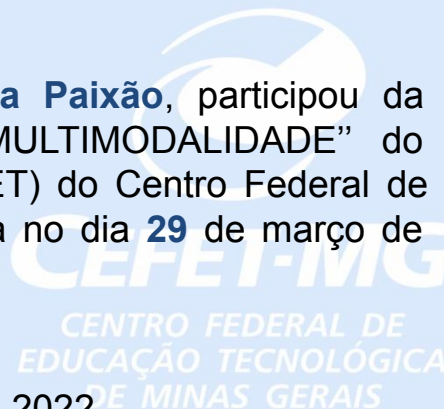 a Paixão, participou da
MULTIMODALIDADE’’ do
ET) do Centro Federal de
a no dia 29 de março de
CEFET-MG
CENTRO FEDERAL DE
EDUCAÇÃO TECNOLÓGICA
DE MINAS GERAIS
2022